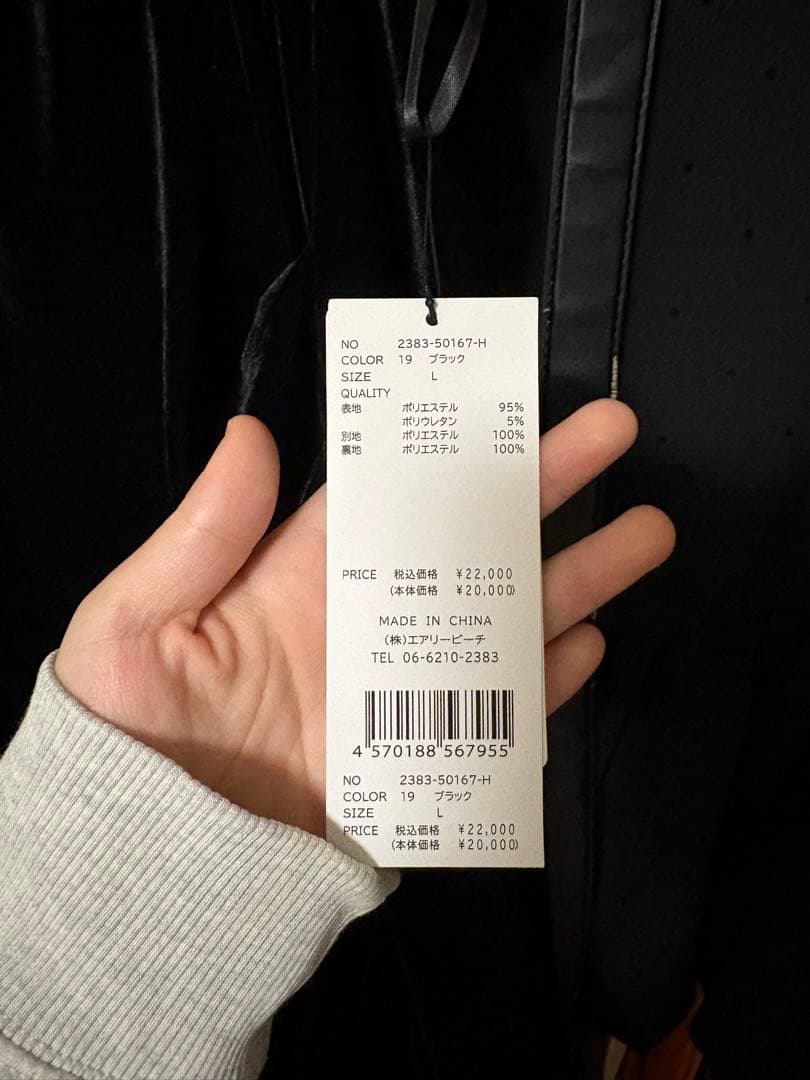 NO 2383-50167-H
COLOR 19 ブラック
SIZE L
QUALITY
表地 ポリエステル 95%
ポリウレタン 5%
別地 ポリエステル 100%
裏地 ポリエステル 100%
PRICE 税込価格 ¥22,000
(本体価格 ¥20,000)
MADE IN CHINA
(株)エアリーピーチ
TEL 06-6210-2383
4 570188 567955
NO 2383-50167-H
COLOR 19 ブラック
SIZE L
PRICE 税込価格 ¥22,000
(本体価格 ¥20,000)